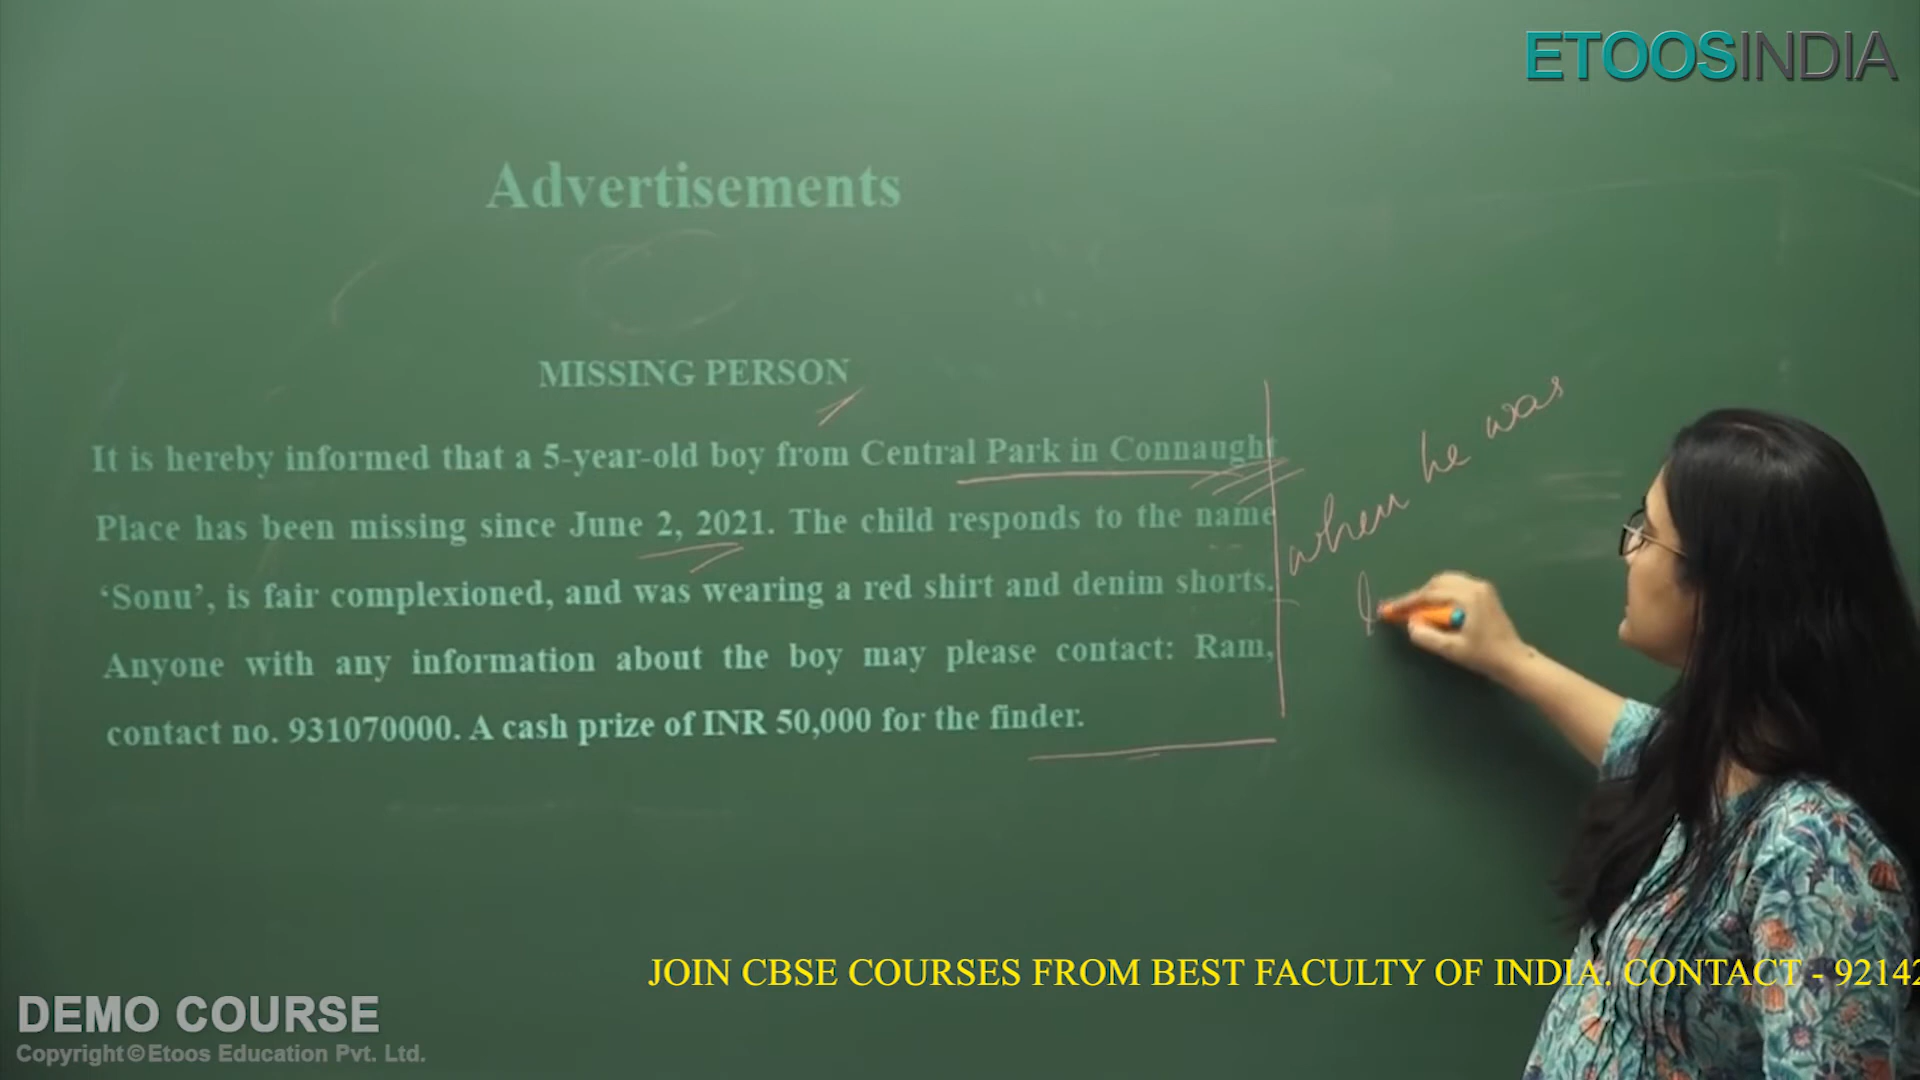 ETOOSINDIA
Advertisements
MISSING PERSON
It is hereby informed that a 5-year-old boy from Central Park in Connaught
Place has been missing since June 2, 2021. The child responds to the name
‘Sonu’, is fair complexioned, and was wearing a red shirt and denim shorts.
Anyone with any information about the boy may please contact: Ram,
contact no. 931070000. A cash prize of INR 50,000 for the finder.
when he was
JOIN CBSE COURSES FROM BEST FACULTY OF INDIA. CONTACT - 92142
DEMO COURSE
Copyright © Etoos Education Pvt. Ltd.